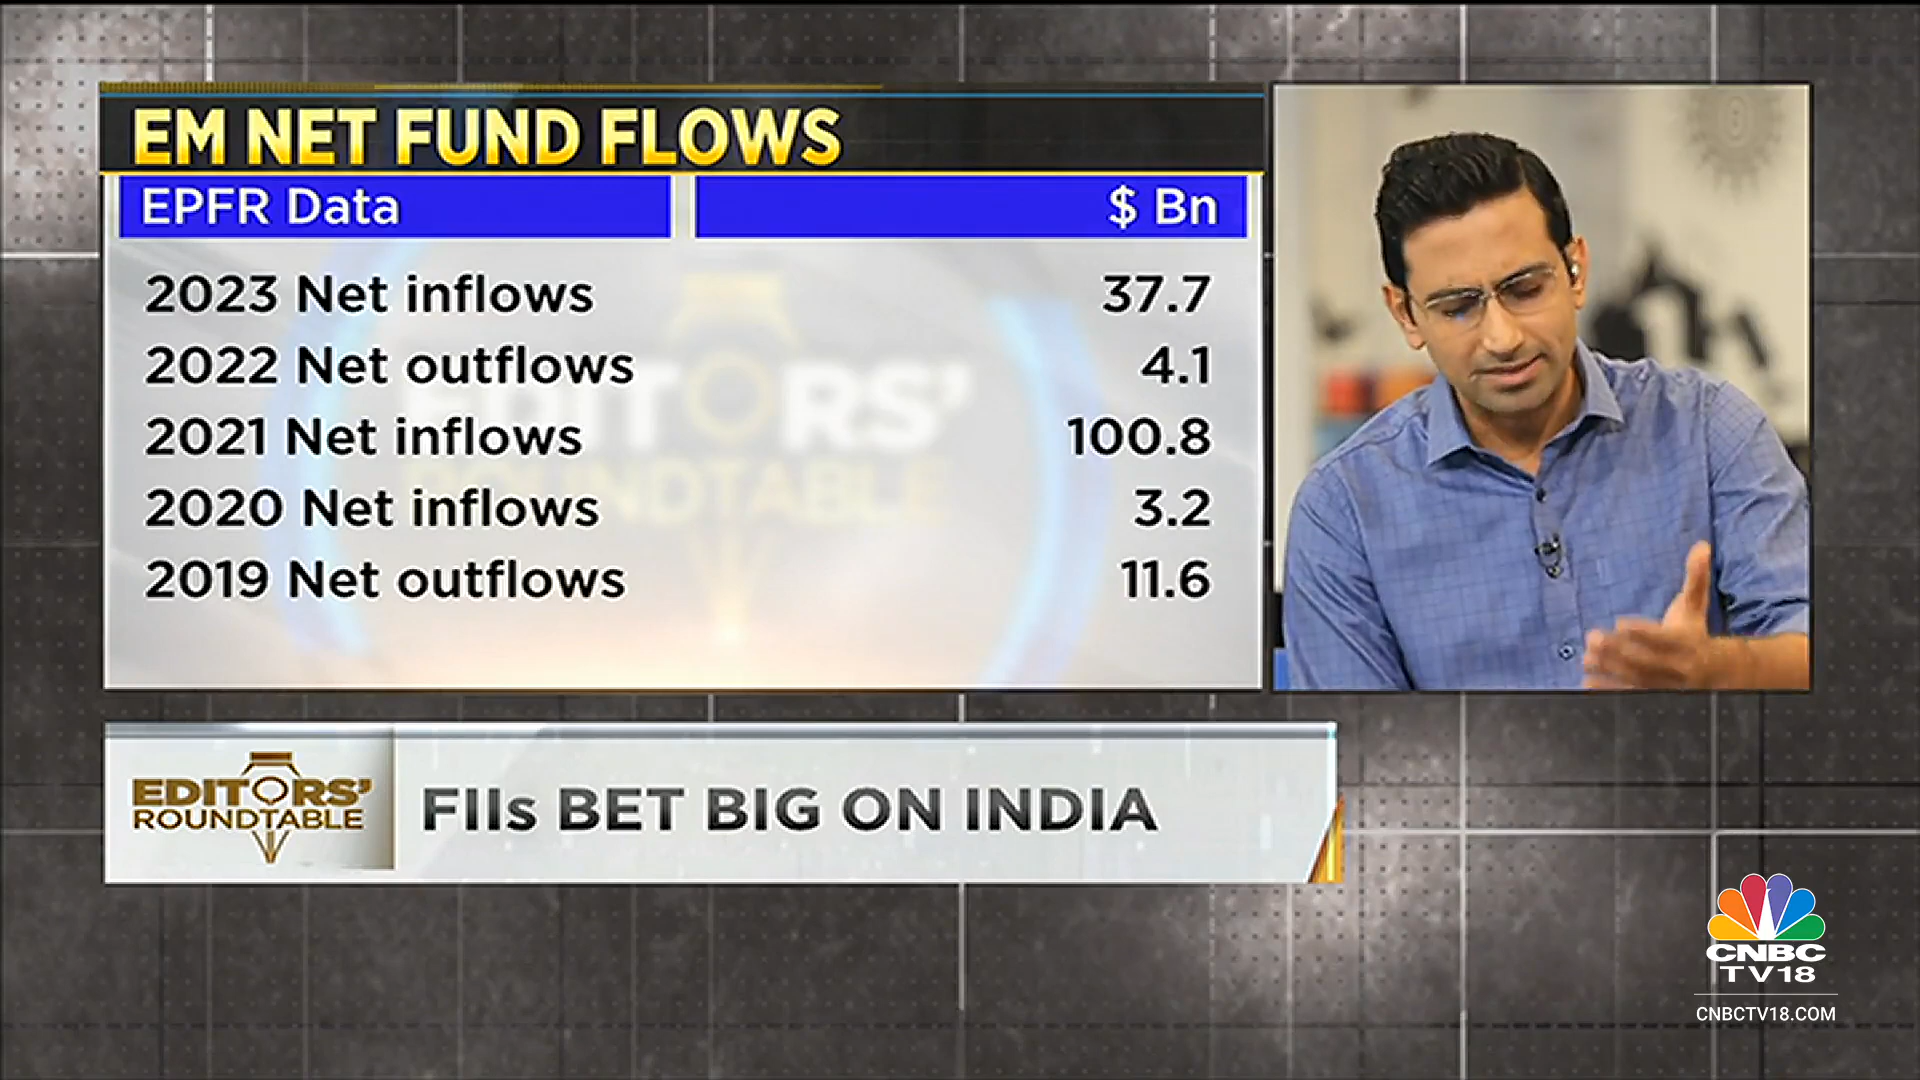 EM NET FUND FLOWS
EPFR Data $ Bn
2023 Net inflows 37.7
2022 Net outflows 4.1
2021 Net inflows 100.8
2020 Net inflows 3.2
2019 Net outflows 11.6
EDITORS’
ROUNDTABLE
EDITORS’
ROUNDTABLE
FIIs BET BIG ON INDIA
CNBC
TV18
CNBCTV18.COM